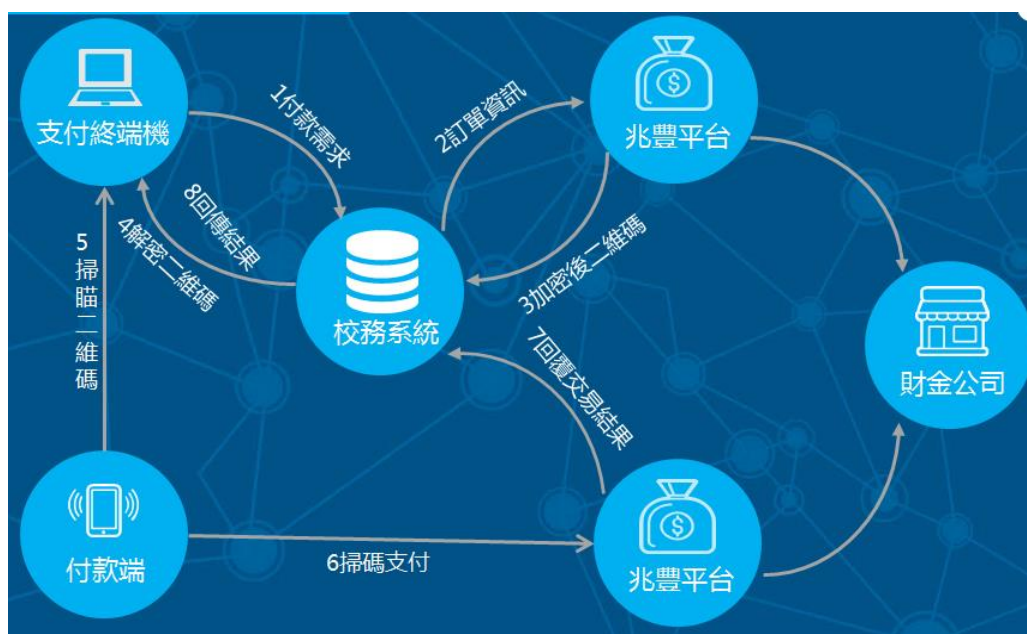 支付終端機
1付款需求
2訂單資訊
兆豐平台
8回傳結果
4解密二維碼
校務系統
3加密後二維碼
5
掃
瞄
二
維
碼
7回覆交易結果
財金公司
付款端
6掃碼支付
兆豐平台